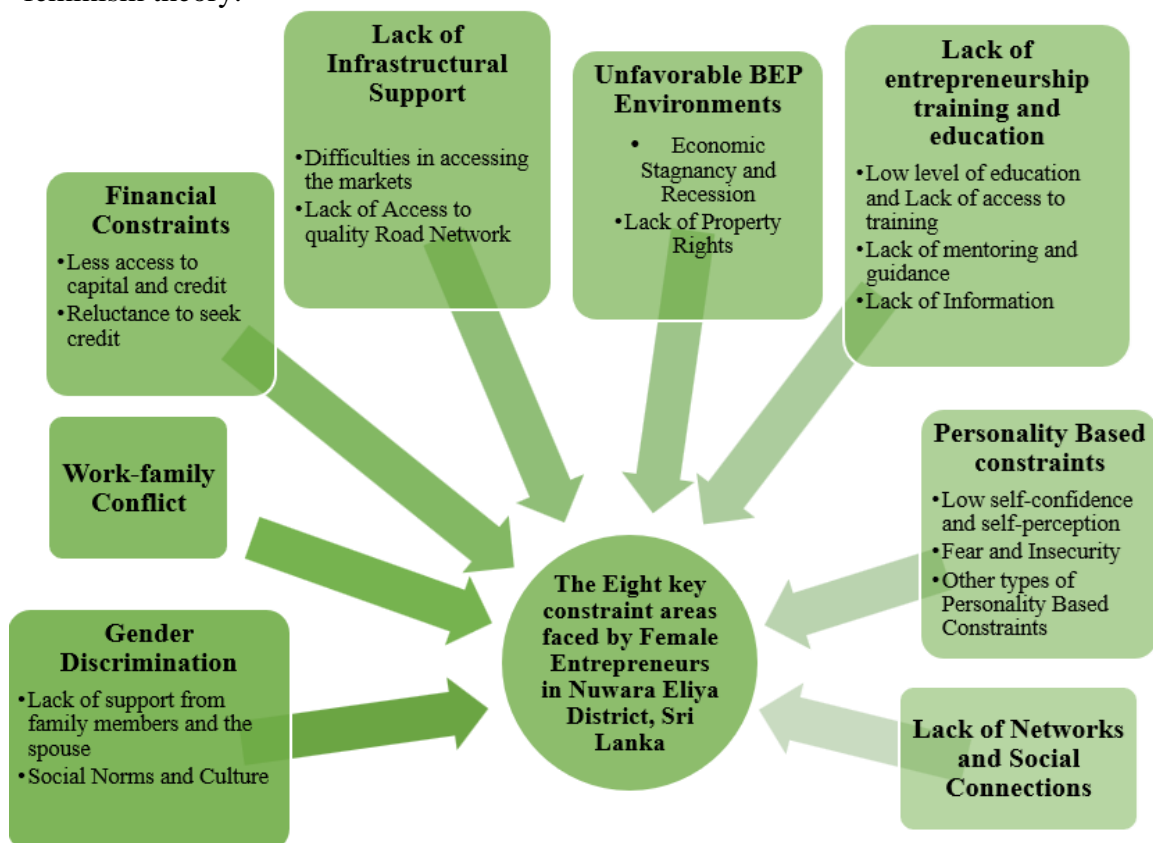 feminism theory.
Lack of
Infrastructural
Support
•Difficulties in accessing
the markets
•Lack of Access to
quality Road Network
Unfavorable BEP
Environments
• Economic
Stagnancy and
Recession
•Lack of Property
Rights
Lack of
entrepreneurship
training and
education
•Low level of education
and Lack of access to
training
•Lack of mentoring and
guidance
•Lack of Information
Financial
Constraints
•Less access to
capital and credit
•Reluctance to seek
credit
Work-family
Conflict
Personality Based
constraints
•Low self-confidence
and self-perception
•Fear and Insecurity
•Other types of
Personality Based
Constraints
Gender
Discrimination
•Lack of support from
family members and the
spouse
•Social Norms and Culture
The Eight key
constraint areas
faced by Female
Entrepreneurs
in Nuwara Eliya
District, Sri
Lanka
Lack of Networks
and Social
Connections